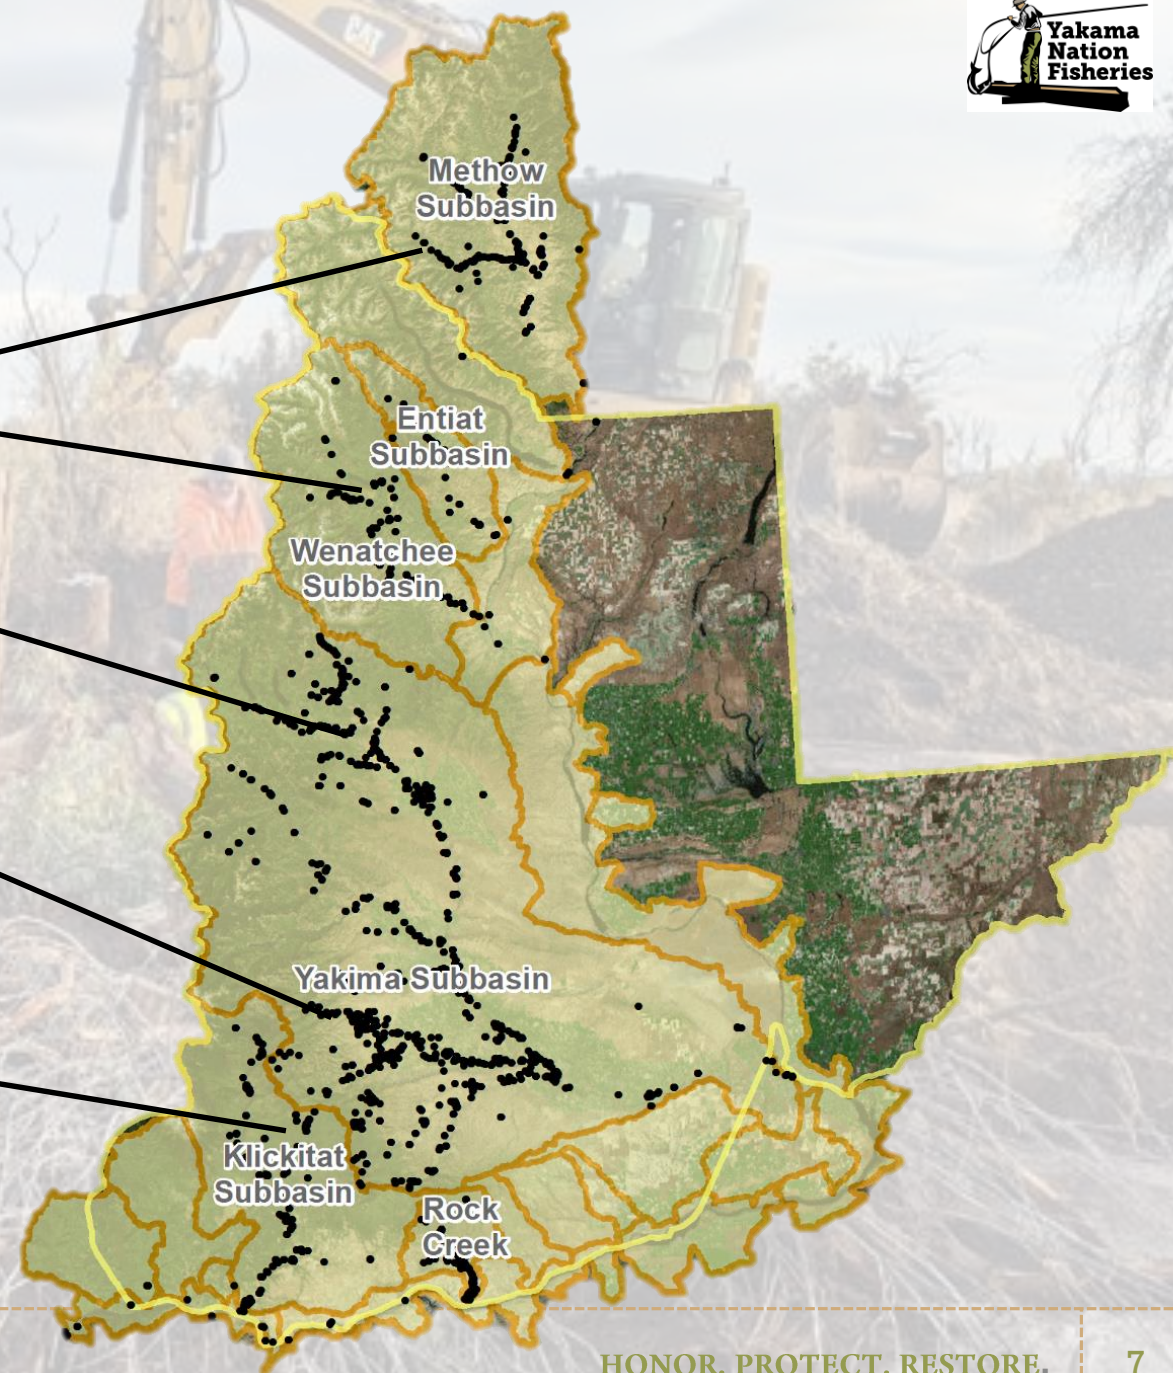 Yakama
Nation
Fisheries
Methow
Subbasin
Entiat
Subbasin
Wenatchee
Subbasin
Yakima Subbasin
Klickitat
Subbasin
Rock
Creek
HONOR. PROTECT. RESTORE.
7